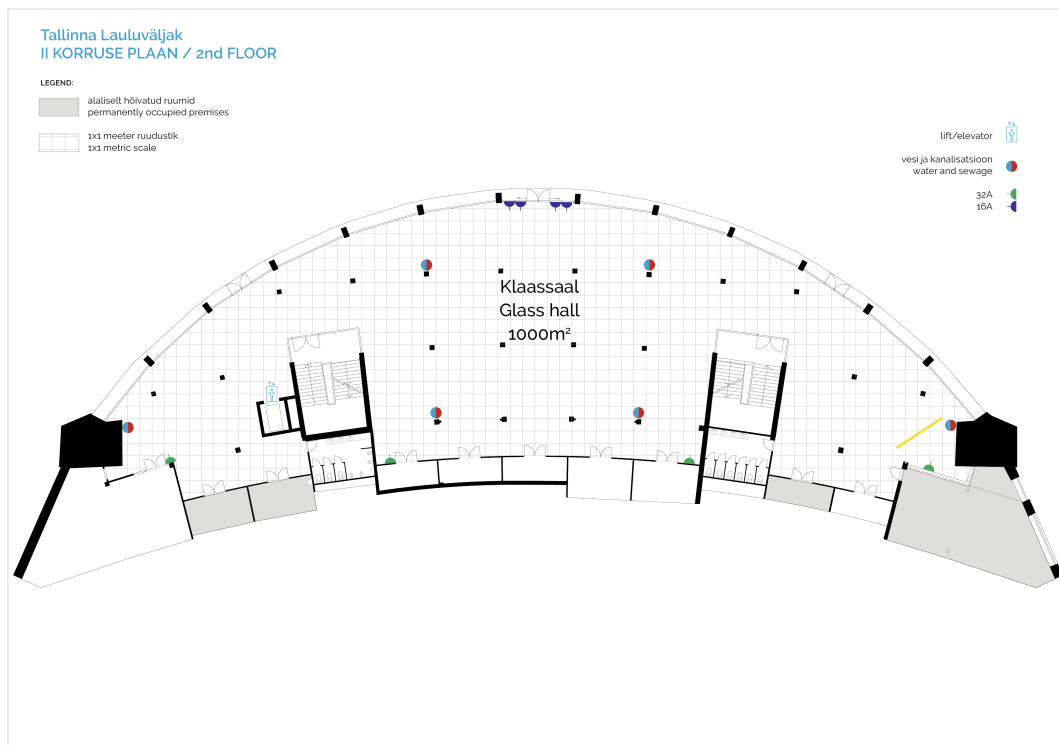 Tallinna Lauluväljak
II KORRUSE PLAAN / 2nd FLOOR
LEGEND:
alaliselt hõivatud ruumid
permanently occupied premises
1x1 meeter ruudustik
1x1 metric scale
lift/elevator
vesi ja kanalisatsioon
water and sewage
32A
16A
Klaassaal
Glass hall
1000m²